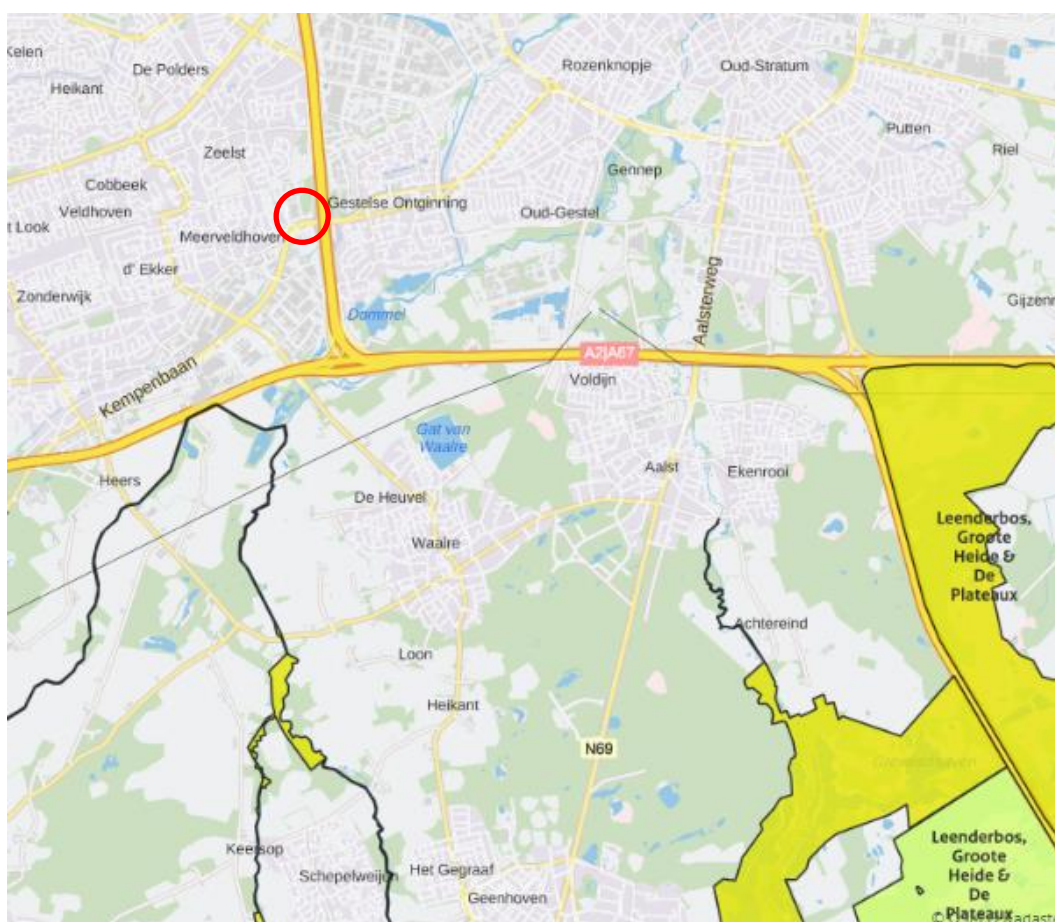 Kelen
De Polders
Heikant
Rozenknopje
Oud-Stratum
Putten
Riel
Zeelst
Gennep
Cobbeek
Veldhoven
t Look
Gestelse Ontginning
Oud-Gestel
Meerveldhoven
d' Ekker
Zonderwijk
Dommel
Aalsterweg
A2|A67
Voldijn
Kempenbaan
Gat van
Waalre
Heers
Aalst
Ekenrooi
De Heuvel
Waalre
Leenderbos,
Groote
Heide &
De
Plateaux
Achtereind
Loon
Heikant
N69
Keersop
Schepelweijen
Het Gegraaf
Geenhoven
Leenderbos,
Groote
Heide &
De
Plateaux